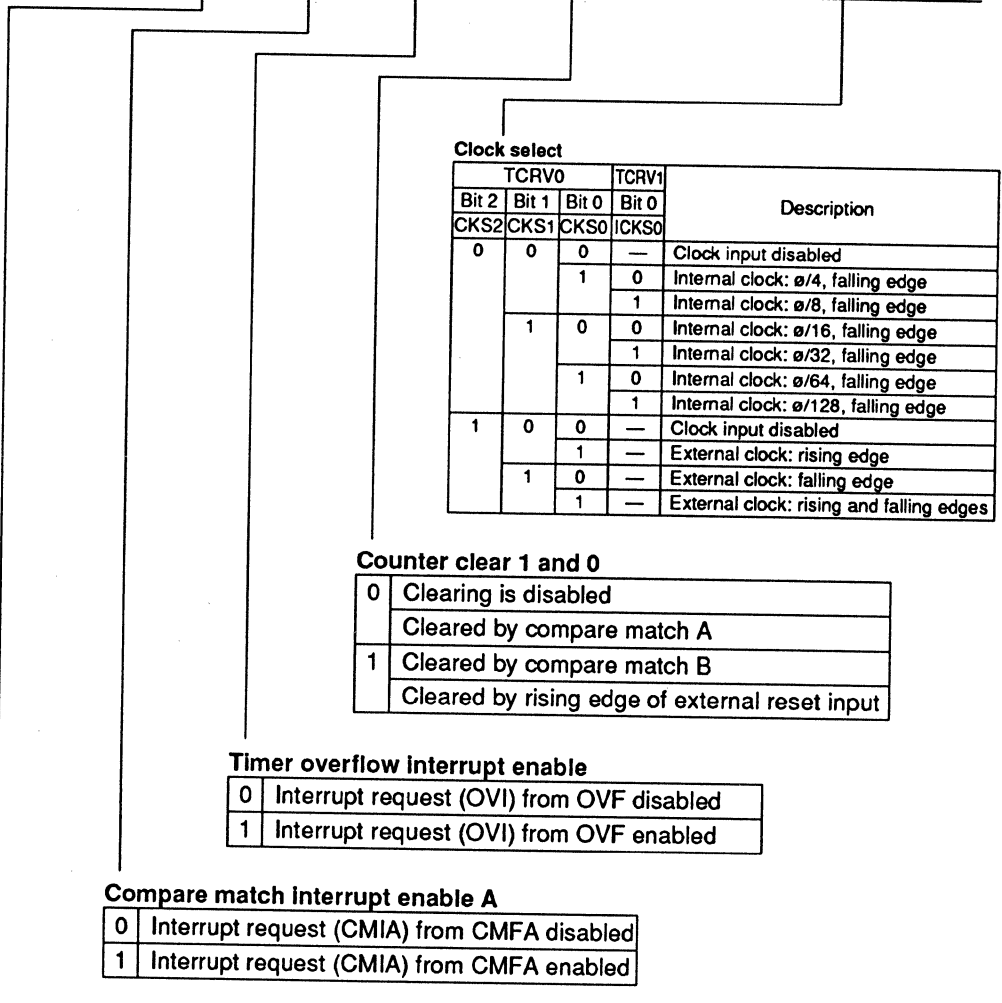 Clock select
TCRV0 TCRV1 Description
Bit 2 Bit 1 Bit 0 Bit 0
CKS2 CKS1 CKS0 ICKS0
0 0 0 — Clock input disabled
1 0 Internal clock: ø/4, falling edge
1 Internal clock: ø/8, falling edge
1 0 0 Internal clock: ø/16, falling edge
1 Internal clock: ø/32, falling edge
1 0 Internal clock: ø/64, falling edge
1 Internal clock: ø/128, falling edge
1 0 0 — Clock input disabled
1 — External clock: rising edge
1 0 — External clock: falling edge
1 — External clock: rising and falling edges
Counter clear 1 and 0
0 Clearing is disabled
Cleared by compare match A
1 Cleared by compare match B
Cleared by rising edge of external reset input
Timer overflow interrupt enable
0 Interrupt request (OVI) from OVF disabled
1 Interrupt request (OVI) from OVF enabled
Compare match interrupt enable A
0 Interrupt request (CMIA) from CMFA disabled
1 Interrupt request (CMIA) from CMFA enabled